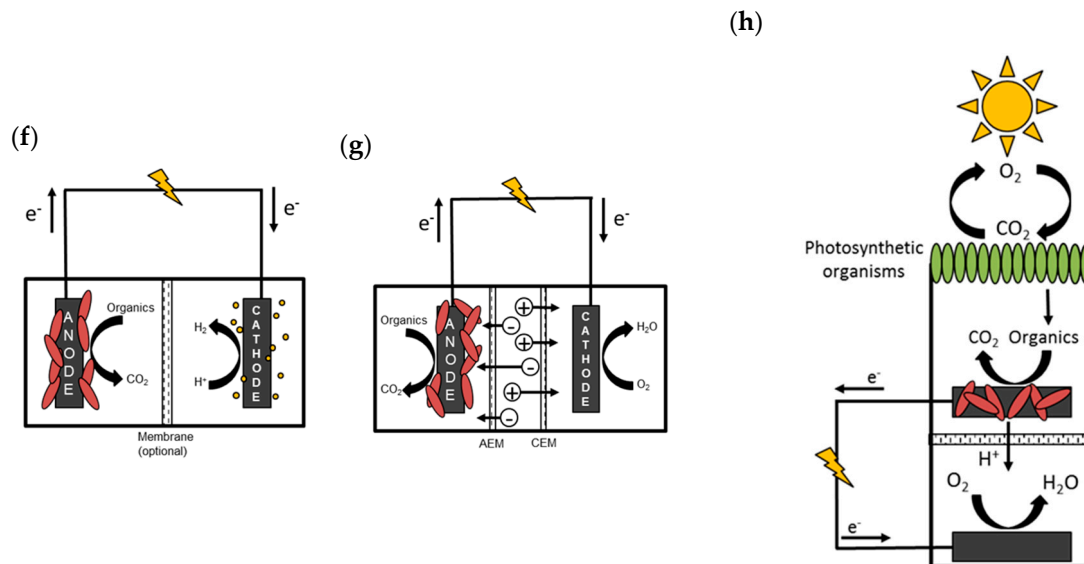 (f)
e⁻
e⁻
ANODE
Organics
CO₂
H₂
H⁺
CATHODE
Membrane
(optional)
(g)
e⁻
e⁻
Organics
CO₂
ANODE
+
-
+
-
+
-
CATHODE
H₂O
O₂
AEM
CEM
(h)
O₂
CO₂
Photosynthetic
organisms
CO₂ Organics
e⁻
H⁺
O₂
H₂O
e⁻